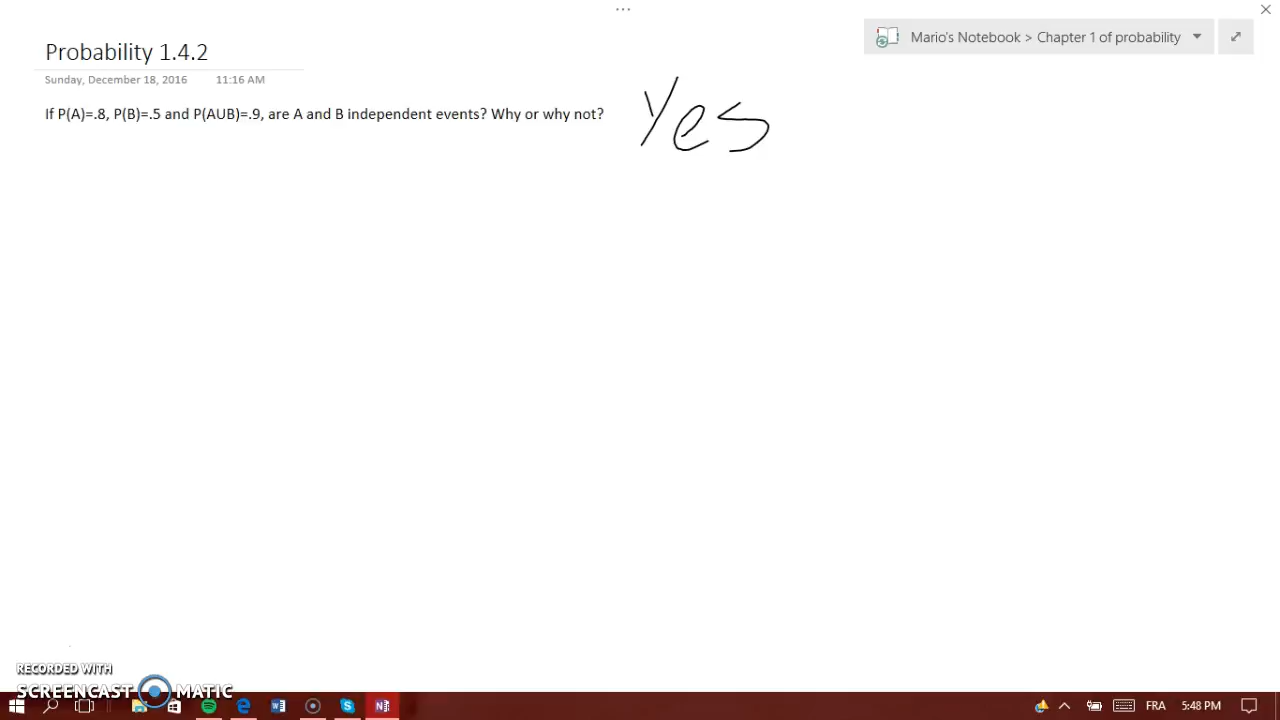 Mario's Notebook > Chapter 1 of probability
Probability 1.4.2
Sunday, December 18, 2016 11:16 AM
If P(A)=.8, P(B)=.5 and P(AUB)=.9, are A and B independent events? Why or why not?
Yes
RECORDED WITH
SCREENCAST MATIC
FRA 5:48 PM